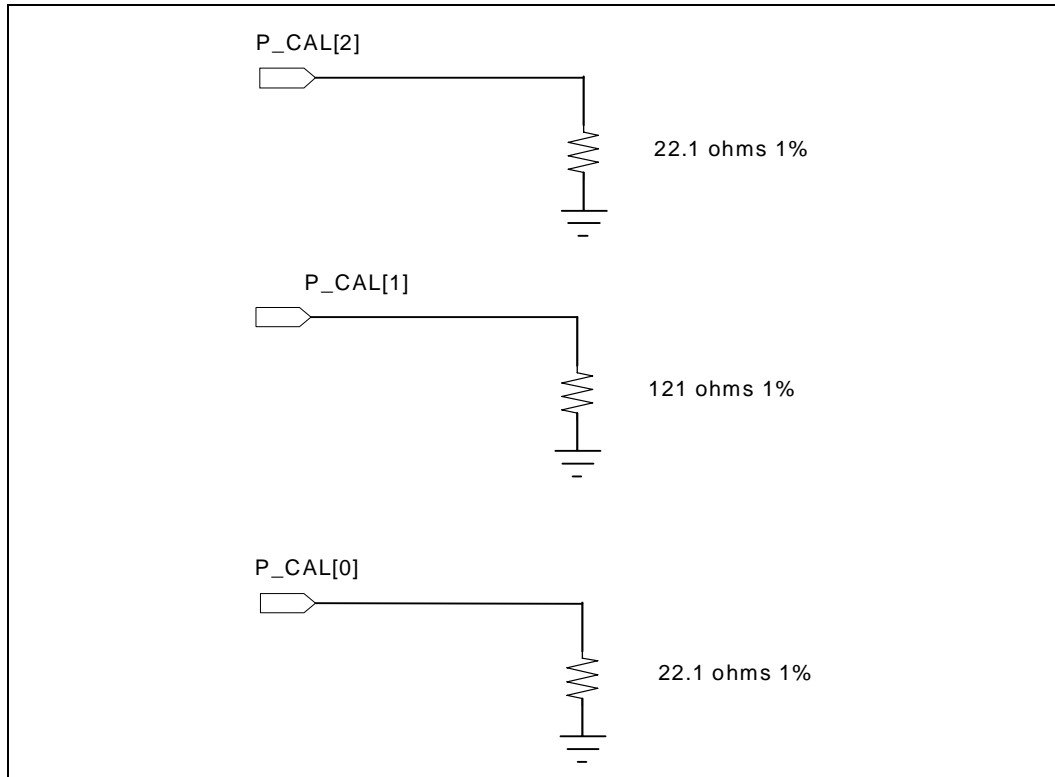 P_CAL[2]
22.1 ohms 1%
P_CAL[1]
121 ohms 1%
P_CAL[0]
22.1 ohms 1%